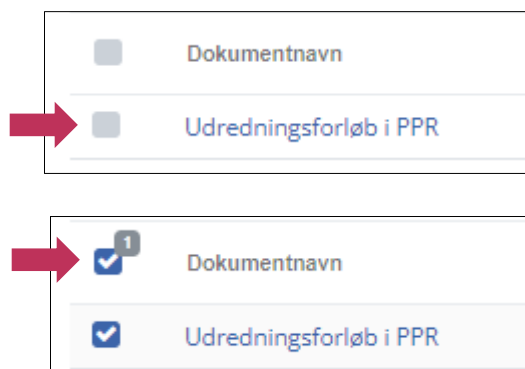 Dokumentnavn
Udredningsforløb i PPR
1
Dokumentnavn
Udredningsforløb i PPR